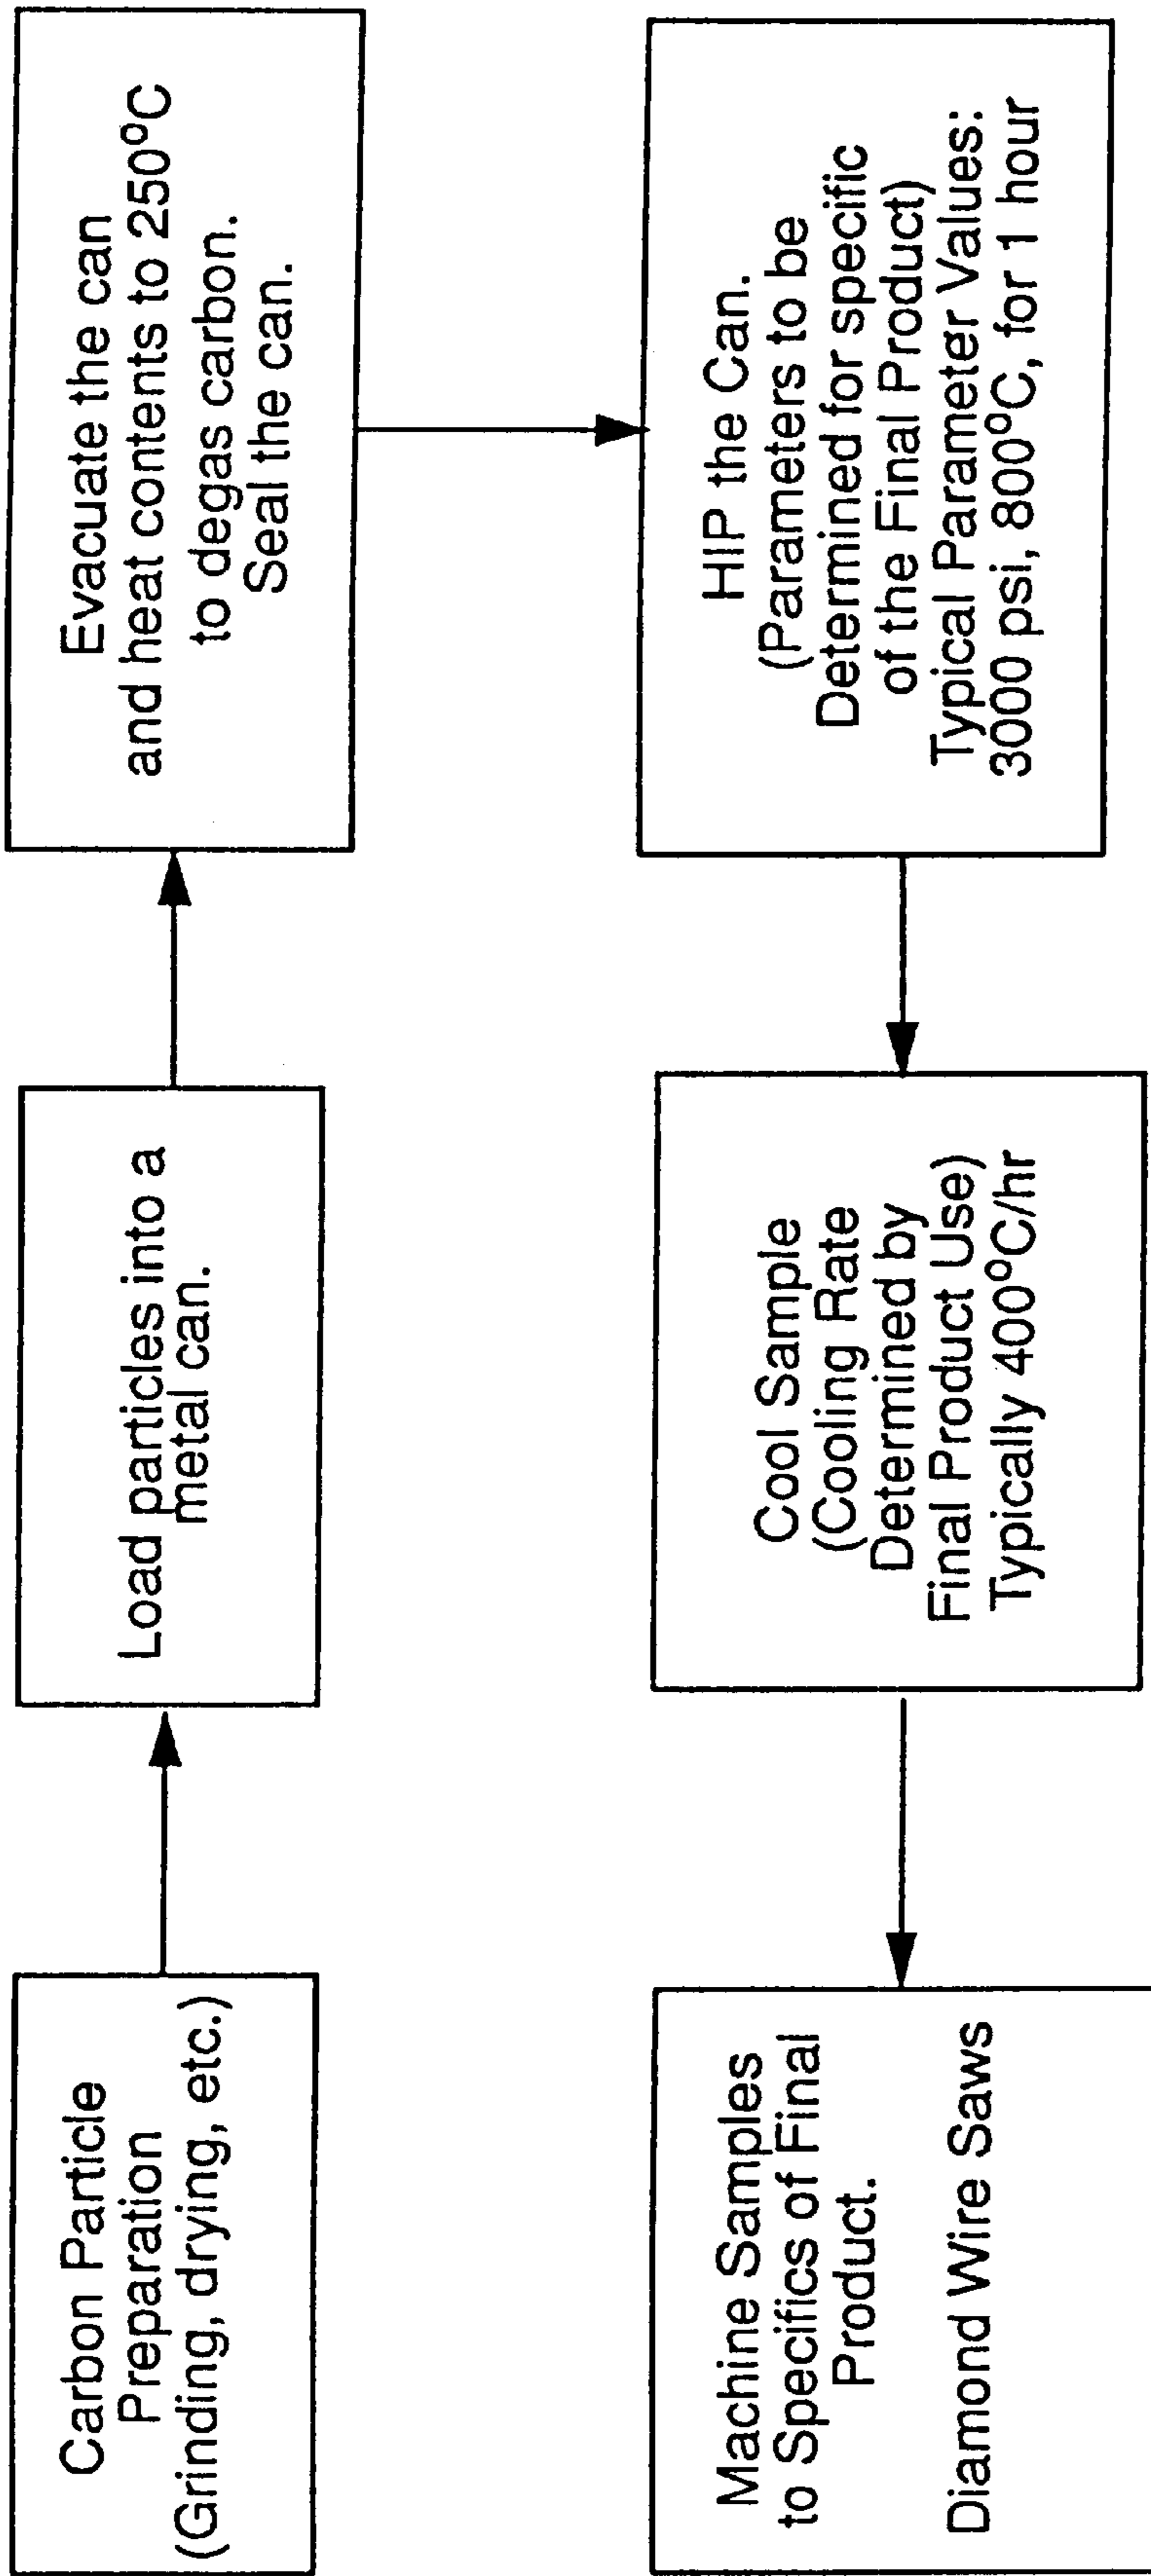 Carbon Particle
Preparation
(Grinding, drying, etc.)
Load particles into a
metal can.
Evacuate the can
and heat contents to 250°C
to degas carbon.
Seal the can.
HIP the Can.
(Parameters to be
Determined for specific
of the Final Product)
Typical Parameter Values:
3000 psi, 800°C, for 1 hour
Cool Sample
(Cooling Rate
Determined by
Final Product Use)
Typically 400°C/hr
Machine Samples
to Specifics of Final
Product.
Diamond Wire Saws